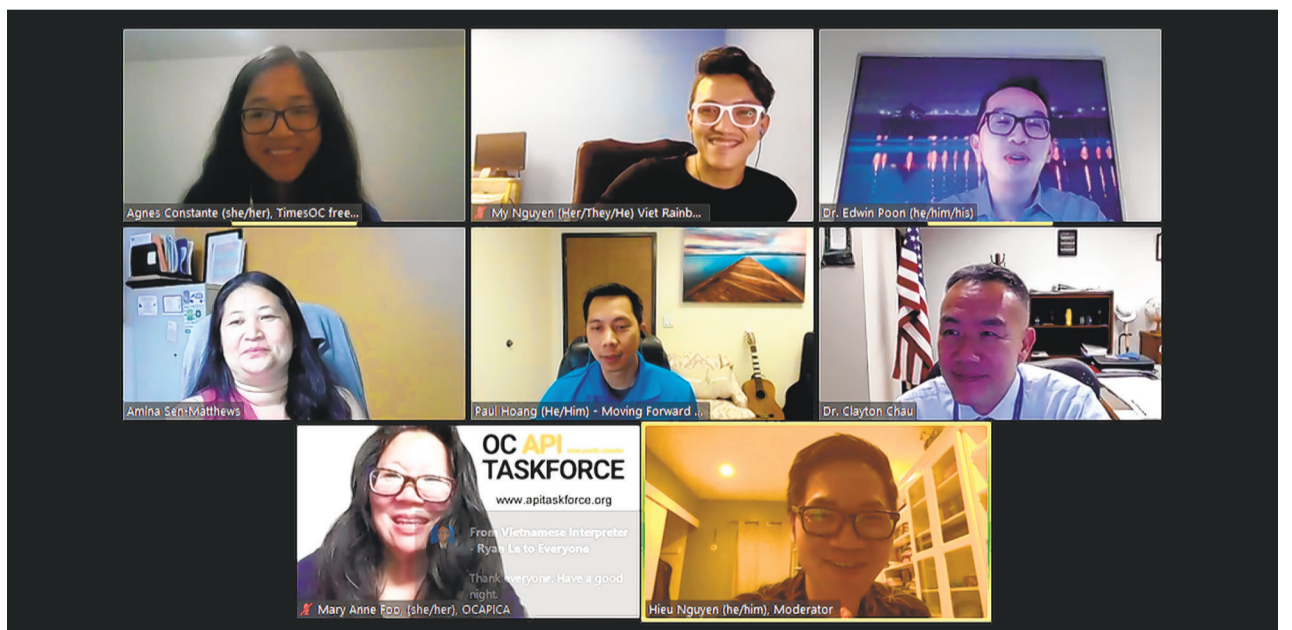 Agnes Constante (she/her), TimesOC free...
My Nguyen (Her/They/He) Viet Rainb...
Dr. Edwin Poon (he/him/his)
Amina Sen-Matthews
Paul Hoang (He/Him) - Moving Forward ...
Dr. Clayton Chau
OC API
TASKFORCE
www.apitaskforce.org
From Vietnamese Interpreter
- Ryan Le to Everyone
Thank everyone. Have a good
night.
Mary Anne Foo, (she/her), OCAPICA
Hieu Nguyen (he/him), Moderator